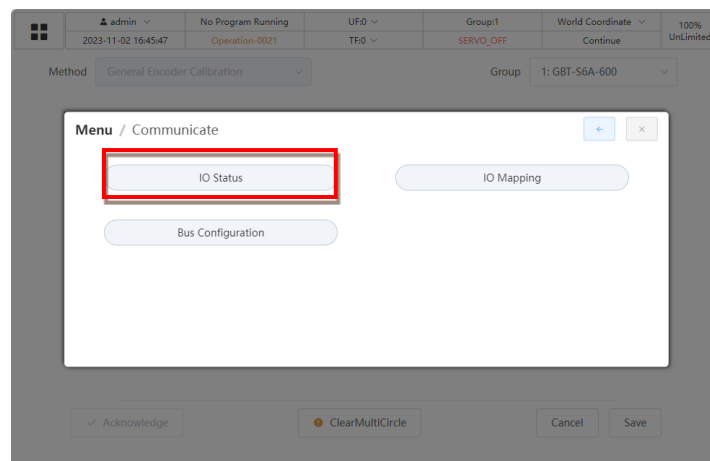 admin No Program Running UF:0 Group:1 World Coordinate 100%
2023-11-02 16:45:47 Operation-0021 TF:0 SERVO_OFF Continue UnLimited
Method General Encoder Calibration Group 1: GBT-S6A-600
Menu / Communicate
IO Status IO Mapping
Bus Configuration
Acknowledge ClearMultiCircle Cancel Save